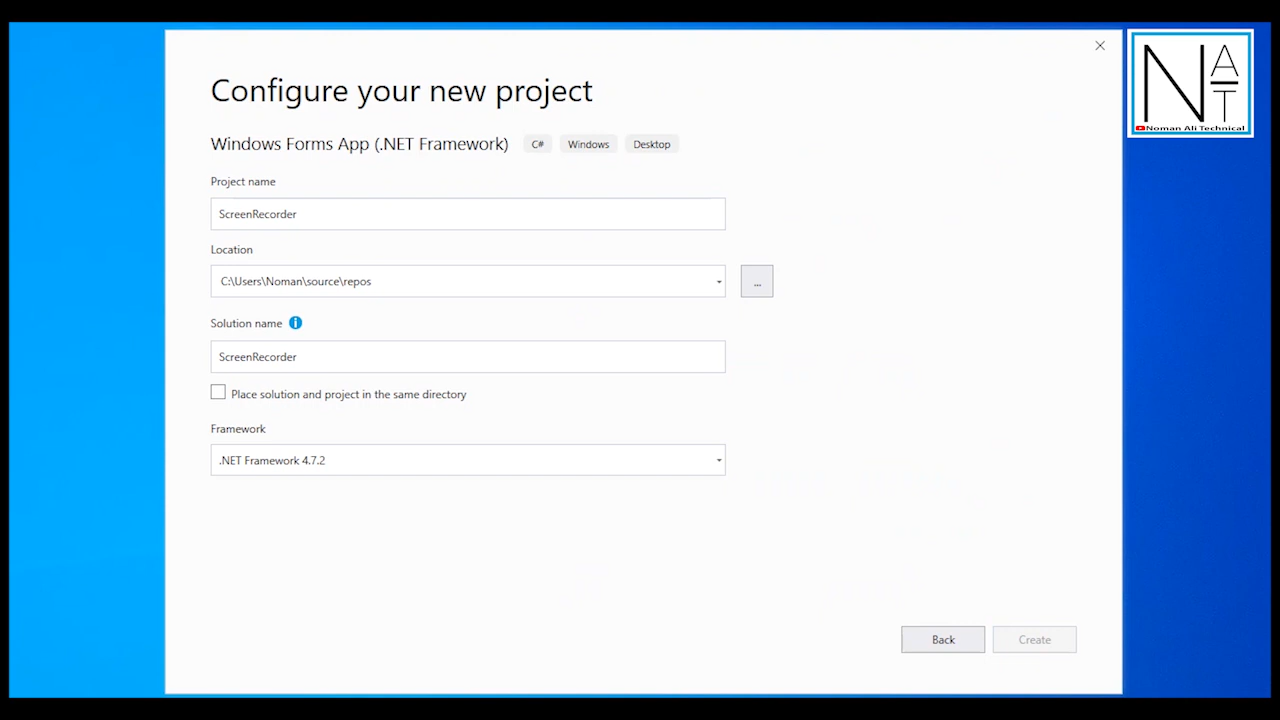 Configure your new project
Windows Forms App (.NET Framework) C# Windows Desktop
Project name
ScreenRecorder
Location
C:\Users\Noman\source\repos
...
Solution name
ScreenRecorder
Place solution and project in the same directory
Framework
.NET Framework 4.7.2
Back Create
NAT
Noman Ali Technical